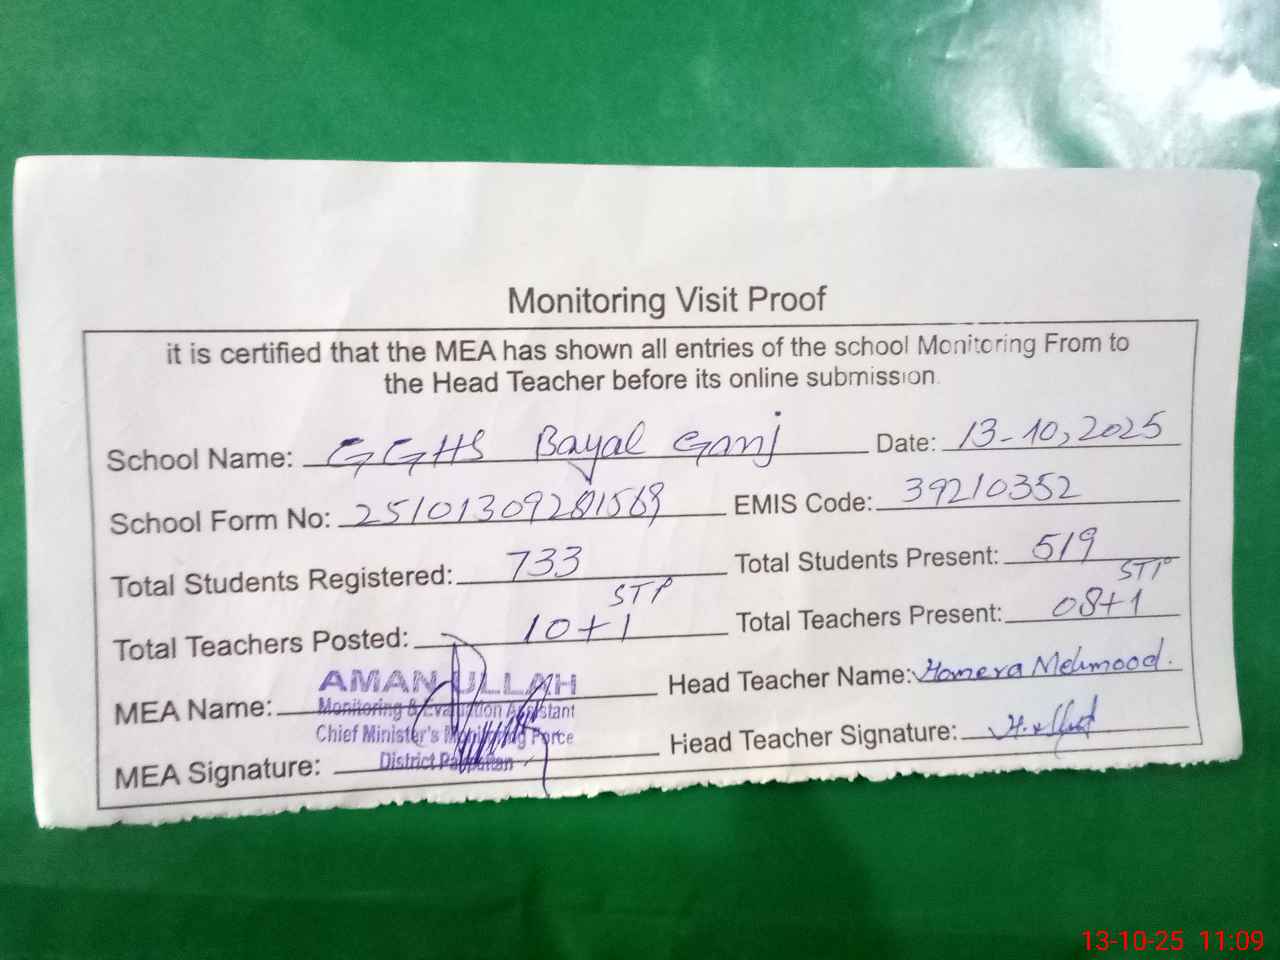 Monitoring Visit Proof
it is certified that the MEA has shown all entries of the school Monitoring From to
the Head Teacher before its online submission.
School Name: GGHS Bayal Ganj Date: 13-10,2025
School Form No: EMIS Code: 39210352
Total Students Registered: 733 Total Students Present: 519
STP STP
Total Teachers Posted: 10+1 Total Teachers Present: 08+1
AMAN ULLAH
MEA Name: Head Teacher Name: Homera Mehmood.
Monitoring & Evaluation Assistant
Chief Minister's Monitoring Force
MEA Signature: District Pakpattan Head Teacher Signature:
13-10-25 11:09